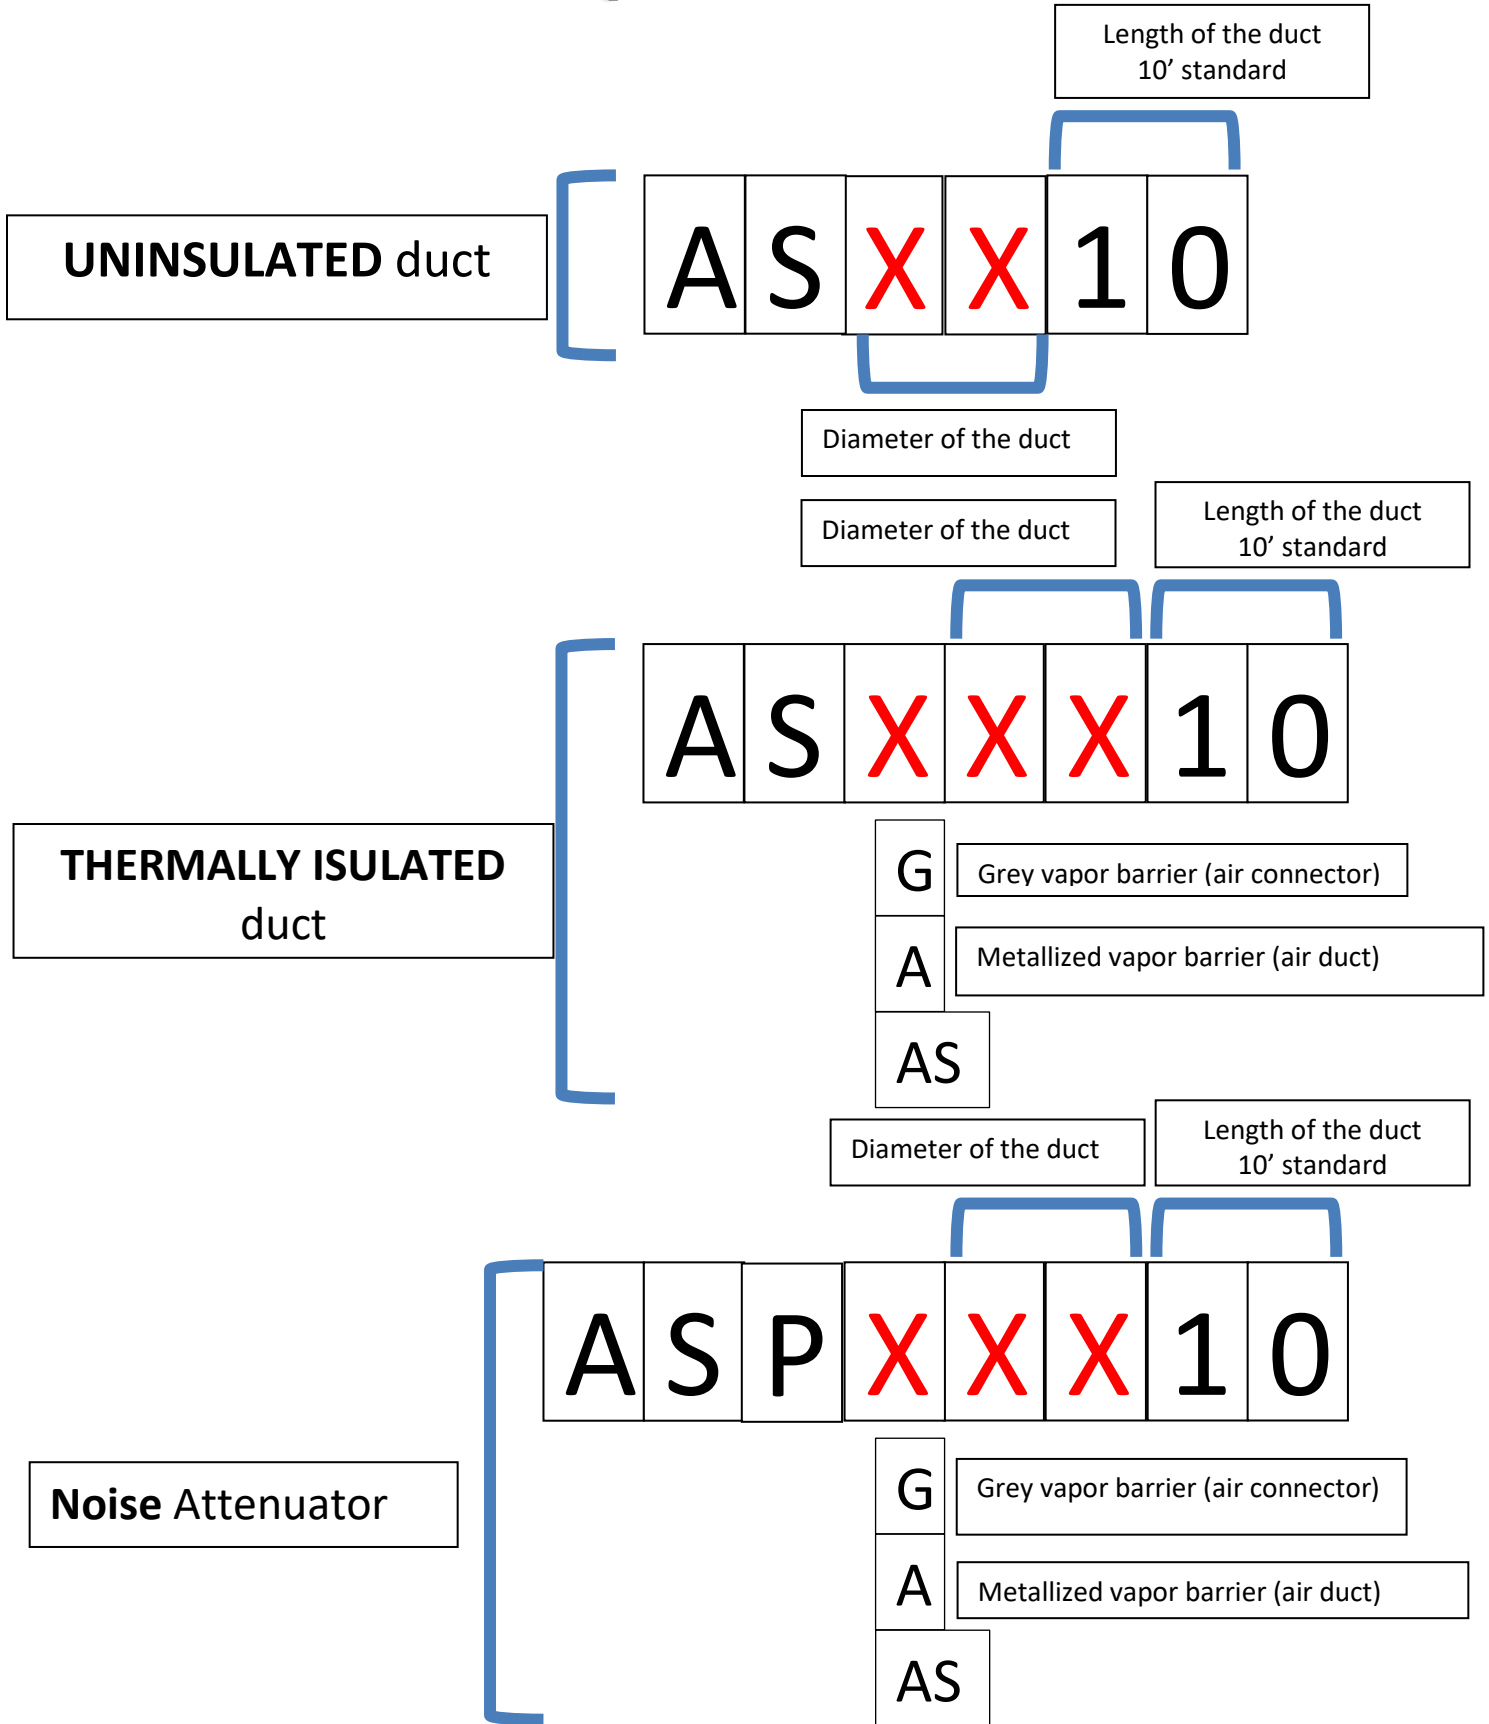 Length of the duct
10’ standard
UNINSULATED duct
A S X X 1 0
Diameter of the duct
Diameter of the duct
Length of the duct
10’ standard
A S X X X 1 0
THERMALLY ISULATED
duct
G
Grey vapor barrier (air connector)
A
Metallized vapor barrier (air duct)
AS
Diameter of the duct
Length of the duct
10’ standard
A S P X X X 1 0
Noise Attenuator
G
Grey vapor barrier (air connector)
A
Metallized vapor barrier (air duct)
AS